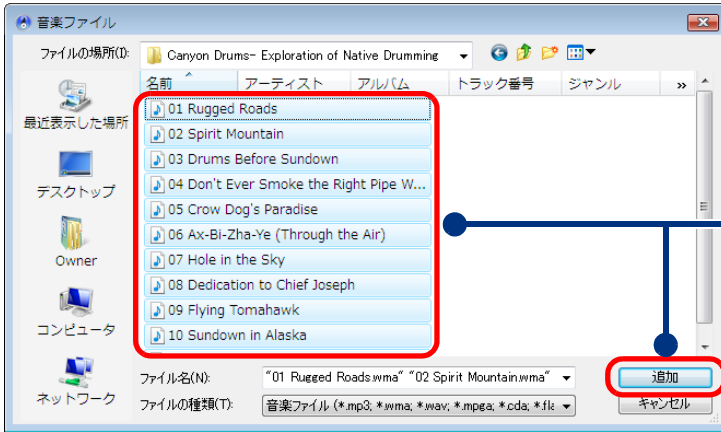 音楽ファイル
ファイルの場所(I):
Canyon Drums- Exploration of Native Drumming
名前 アーティスト アルバム トラック番号 ジャンル »
最近表示した場所
デスクトップ
Owner
コンピュータ
ネットワーク
01 Rugged Roads
02 Spirit Mountain
03 Drums Before Sundown
04 Don't Ever Smoke the Right Pipe W...
05 Crow Dog's Paradise
06 Ax-Bi-Zha-Ye (Through the Air)
07 Hole in the Sky
08 Dedication to Chief Joseph
09 Flying Tomahawk
10 Sundown in Alaska
ファイル名(N):
"01 Rugged Roads.wma" "02 Spirit Mountain.wma"
追加
ファイルの種類(T):
音楽ファイル (*.mp3; *.wma; *.wav; *.mpga; *.cda; *.fla
キャンセル